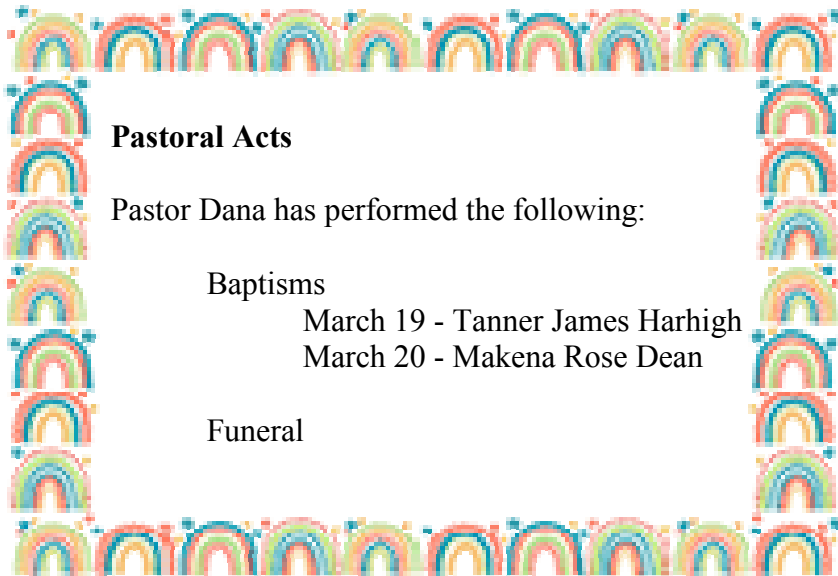 Pastoral Acts
Pastor Dana has performed the following:
Baptisms
March 19 - Tanner James Harhigh
March 20 - Makena Rose Dean
Funeral